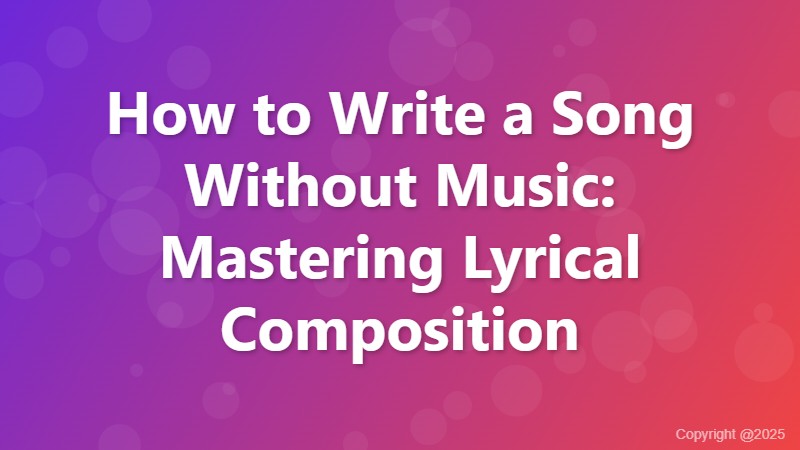 How to Write a Song
Without Music:
Mastering Lyrical
Composition
Copyright @2025